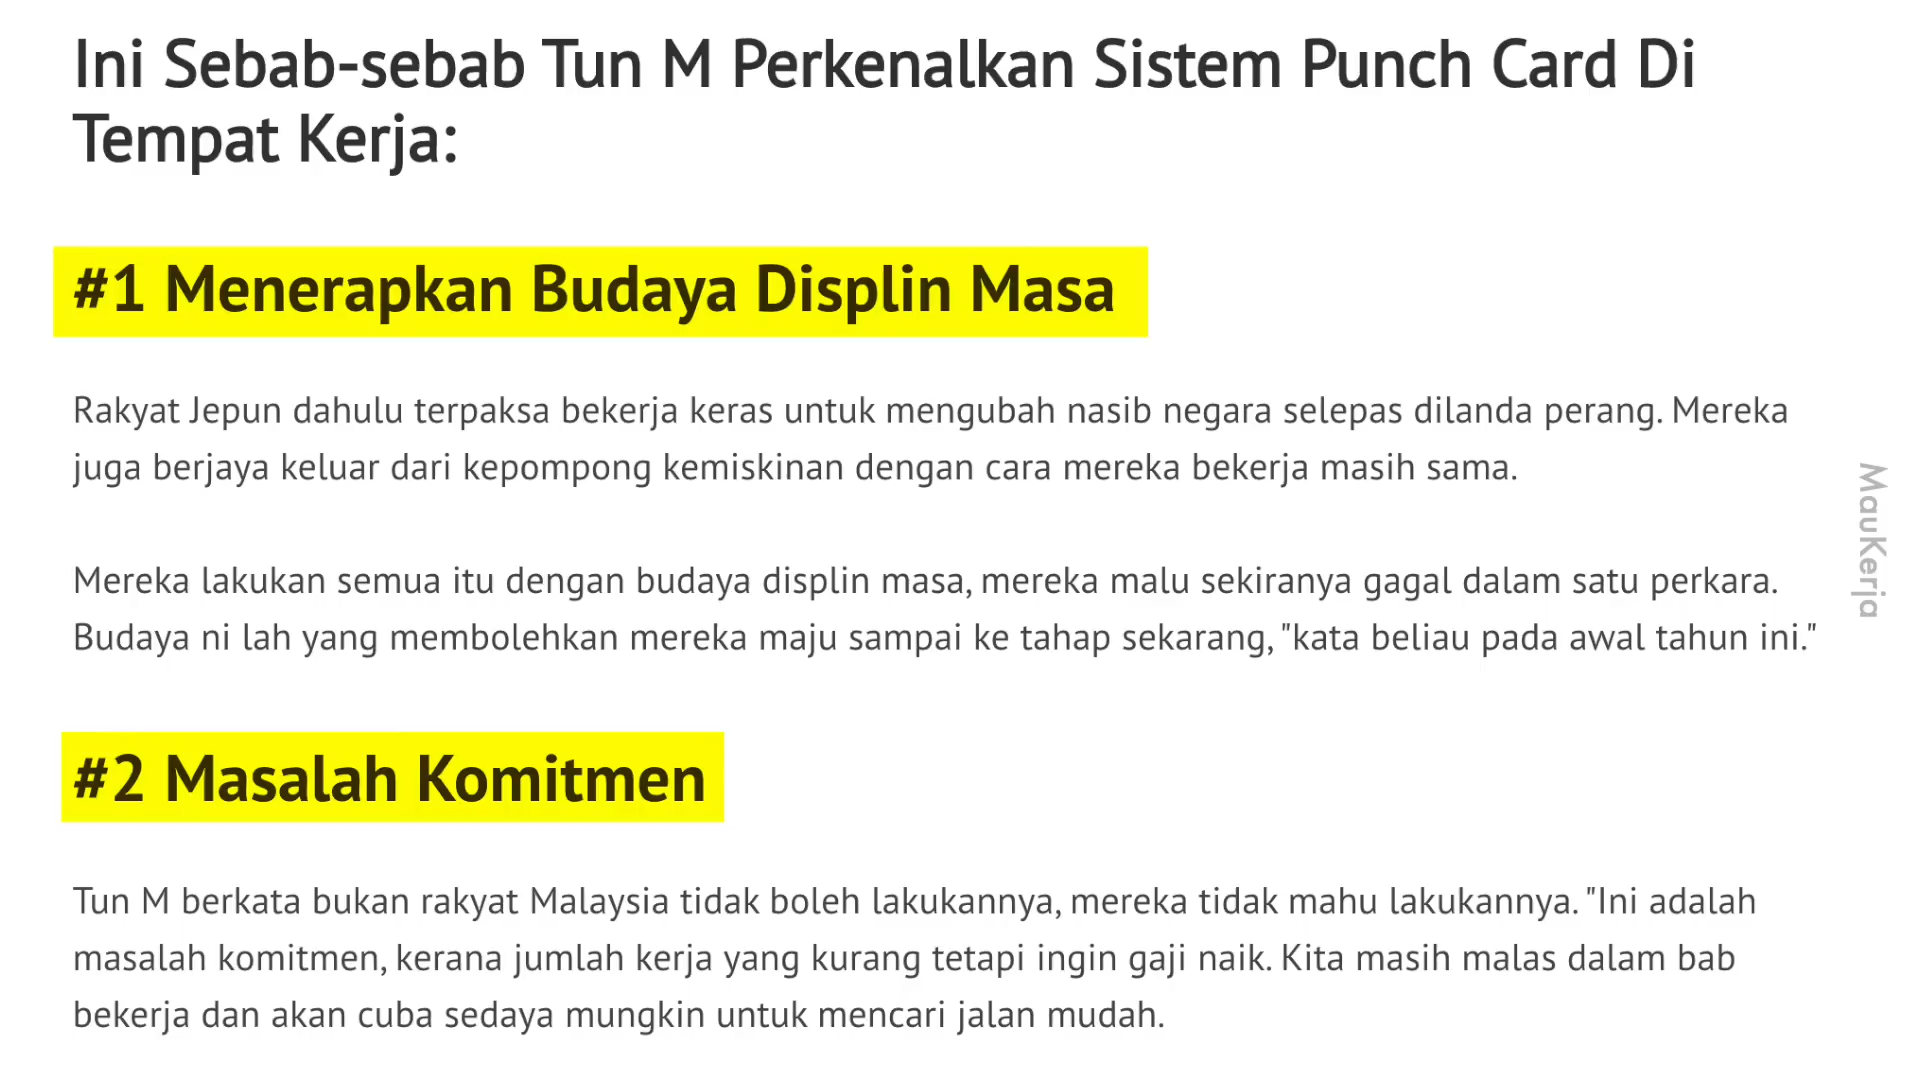 Ini Sebab-sebab Tun M Perkenalkan Sistem Punch Card Di
Tempat Kerja:
#1 Menerapkan Budaya Displin Masa
Rakyat Jepun dahulu terpaksa bekerja keras untuk mengubah nasib negara selepas dilanda perang. Mereka
juga berjaya keluar dari kepompong kemiskinan dengan cara mereka bekerja masih sama.
Mereka lakukan semua itu dengan budaya displin masa, mereka malu sekiranya gagal dalam satu perkara.
Budaya ni lah yang membolehkan mereka maju sampai ke tahap sekarang, "kata beliau pada awal tahun ini."
#2 Masalah Komitmen
Tun M berkata bukan rakyat Malaysia tidak boleh lakukannya, mereka tidak mahu lakukannya. "Ini adalah
masalah komitmen, kerana jumlah kerja yang kurang tetapi ingin gaji naik. Kita masih malas dalam bab
bekerja dan akan cuba sedaya mungkin untuk mencari jalan mudah.
MauKerja